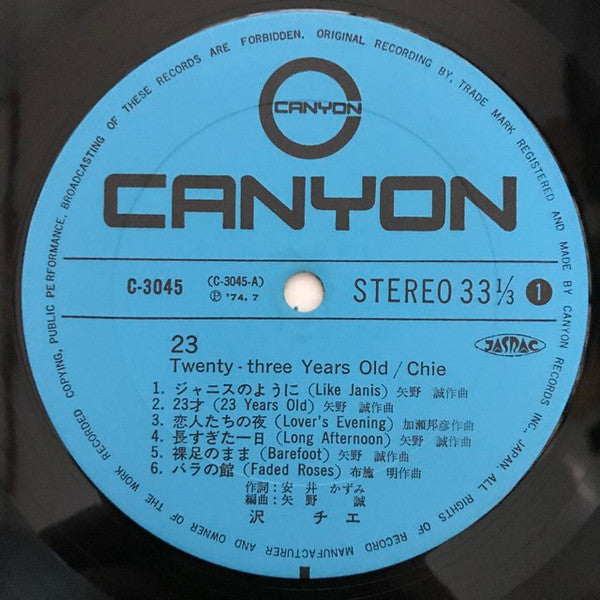 CANYON
CANYON
C-3045
(C-3045-A)
Ⓟ '74.7
STEREO 33 1/3
1
JASRAC
23
Twenty-three Years Old / Chie
1. ジャニスのように (Like Janis) 矢野 誠作曲
2. 23才 (23 Years Old) 矢野 誠作曲
3. 恋人たちの夜 (Lover's Evening) 加瀬邦彦作曲
4. 長すぎた一日 (Long Afternoon) 矢野 誠作曲
5. 裸足のまま (Barefoot) 矢野 誠作曲
6. バラの館 (Faded Roses) 布施 明作曲
作詞:安井 かずみ
編曲:矢野 誠
沢 チエ
ALL RIGHTS OF RECORD MANUFACTURER AND OWNER OF THE WORK RECORDED COPYING, PUBLIC PERFORMANCE, BROADCASTING OF THESE RECORDS ARE FORBIDDEN. ORIGINAL RECORDING BY, TRADE MARK REGISTERED AND MADE BY CANYON RECORDS INC., JAPAN.